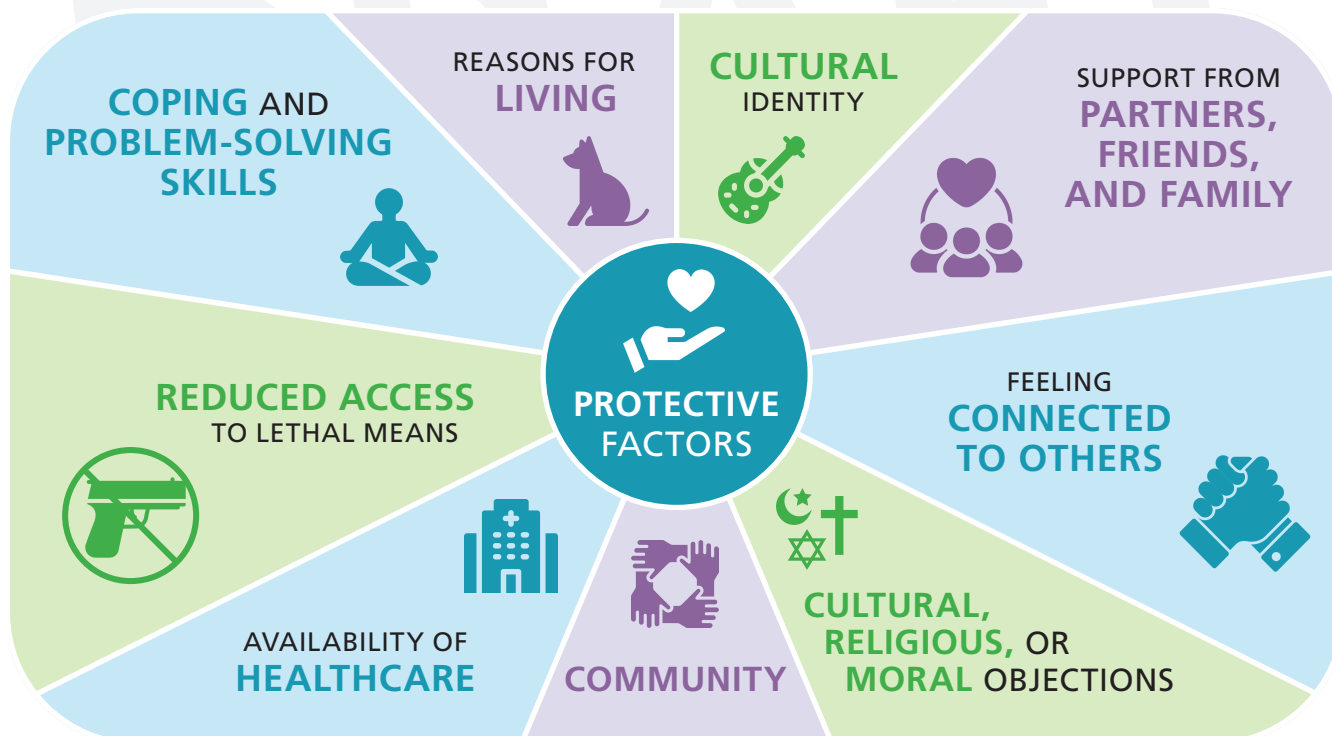 COPING AND
PROBLEM-SOLVING
SKILLS
REASONS FOR
LIVING
CULTURAL
IDENTITY
SUPPORT FROM
PARTNERS,
FRIENDS,
AND FAMILY
REDUCED ACCESS
TO LETHAL MEANS
PROTECTIVE
FACTORS
FEELING
CONNECTED
TO OTHERS
AVAILABILITY OF
HEALTHCARE
COMMUNITY
CULTURAL,
RELIGIOUS, OR
MORAL OBJECTIONS